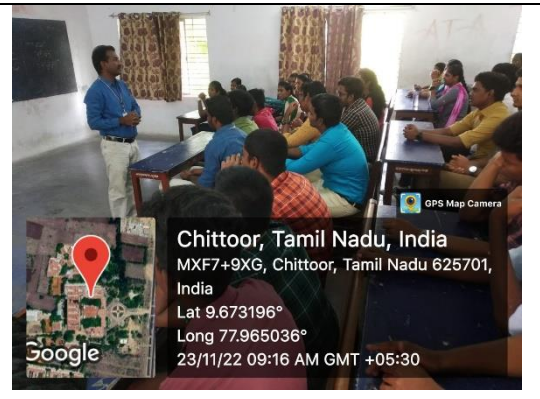 GPS Map Camera
Chittoor, Tamil Nadu, India
MXF7+9XG, Chittoor, Tamil Nadu 625701,
India
Lat 9.673196°
Long 77.965036°
23/11/22 09:16 AM GMT +05:30
Google